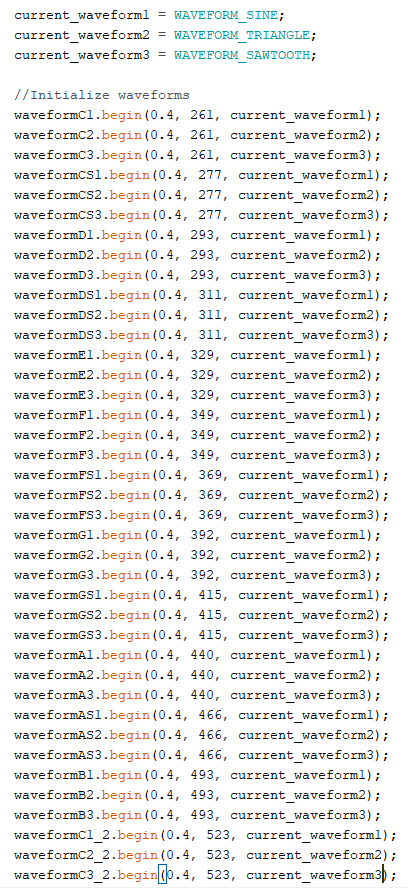 current_waveform1 = WAVEFORM_SINE;
current_waveform2 = WAVEFORM_TRIANGLE;
current_waveform3 = WAVEFORM_SAWTOOTH;

//Initialize waveforms
waveformC1.begin(0.4, 261, current_waveform1);
waveformC2.begin(0.4, 261, current_waveform2);
waveformC3.begin(0.4, 261, current_waveform3);
waveformCS1.begin(0.4, 277, current_waveform1);
waveformCS2.begin(0.4, 277, current_waveform2);
waveformCS3.begin(0.4, 277, current_waveform3);
waveformD1.begin(0.4, 293, current_waveform1);
waveformD2.begin(0.4, 293, current_waveform2);
waveformD3.begin(0.4, 293, current_waveform3);
waveformDS1.begin(0.4, 311, current_waveform1);
waveformDS2.begin(0.4, 311, current_waveform2);
waveformDS3.begin(0.4, 311, current_waveform3);
waveformE1.begin(0.4, 329, current_waveform1);
waveformE2.begin(0.4, 329, current_waveform2);
waveformE3.begin(0.4, 329, current_waveform3);
waveformF1.begin(0.4, 349, current_waveform1);
waveformF2.begin(0.4, 349, current_waveform2);
waveformF3.begin(0.4, 349, current_waveform3);
waveformFS1.begin(0.4, 369, current_waveform1);
waveformFS2.begin(0.4, 369, current_waveform2);
waveformFS3.begin(0.4, 369, current_waveform3);
waveformG1.begin(0.4, 392, current_waveform1);
waveformG2.begin(0.4, 392, current_waveform2);
waveformG3.begin(0.4, 392, current_waveform3);
waveformGS1.begin(0.4, 415, current_waveform1);
waveformGS2.begin(0.4, 415, current_waveform2);
waveformGS3.begin(0.4, 415, current_waveform3);
waveformA1.begin(0.4, 440, current_waveform1);
waveformA2.begin(0.4, 440, current_waveform2);
waveformA3.begin(0.4, 440, current_waveform3);
waveformAS1.begin(0.4, 466, current_waveform1);
waveformAS2.begin(0.4, 466, current_waveform2);
waveformAS3.begin(0.4, 466, current_waveform3);
waveformB1.begin(0.4, 493, current_waveform1);
waveformB2.begin(0.4, 493, current_waveform2);
waveformB3.begin(0.4, 493, current_waveform3);
waveformC1_2.begin(0.4, 523, current_waveform1);
waveformC2_2.begin(0.4, 523, current_waveform2);
waveformC3_2.begin(0.4, 523, current_waveform3);